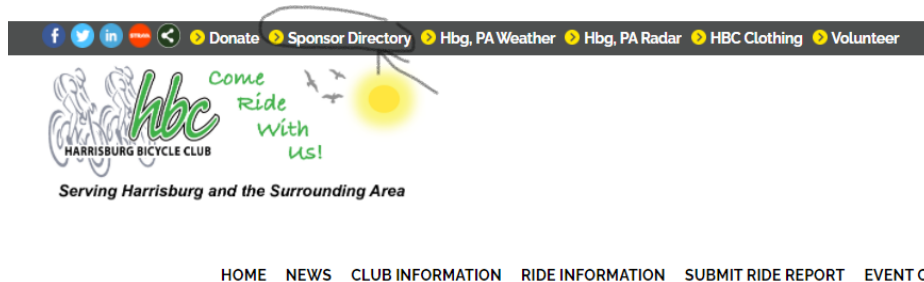 Donate Sponsor Directory Hbg, PA Weather Hbg, PA Radar HBC Clothing Volunteer
Come
Ride
With
Us!
hbc
HARRISBURG BICYCLE CLUB
Serving Harrisburg and the Surrounding Area
HOME NEWS CLUB INFORMATION RIDE INFORMATION SUBMIT RIDE REPORT EVENT